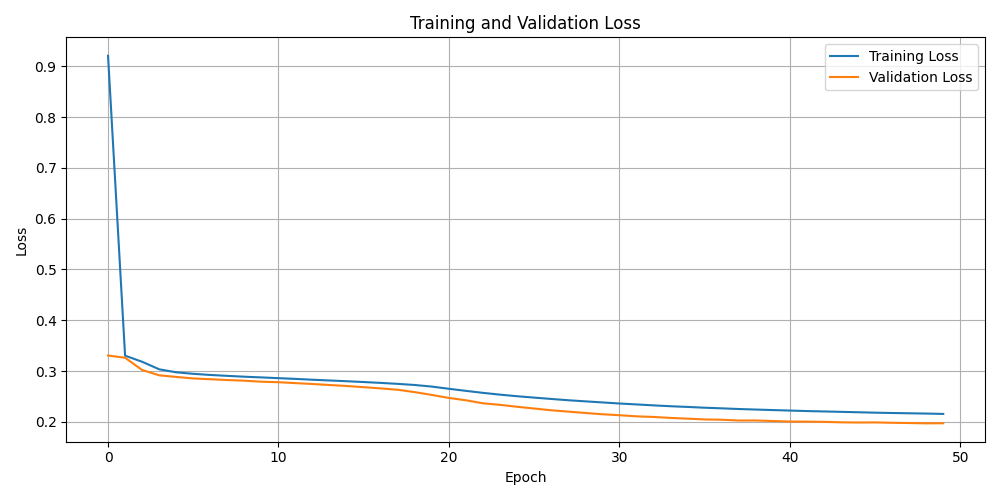 Training and Validation Loss
Training Loss
Validation Loss
Loss
0.9
0.8
0.7
0.6
0.5
0.4
0.3
0.2
0 10 20 30 40 50
Epoch